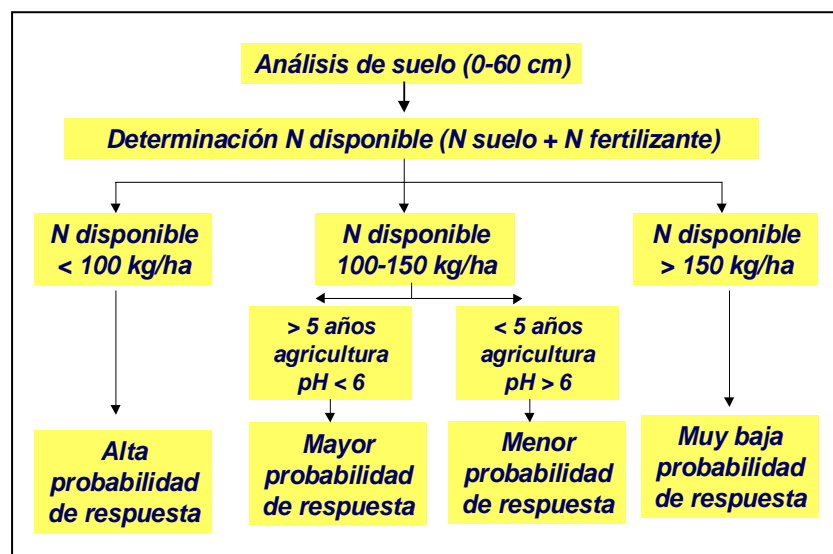 Análisis de suelo (0-60 cm)
Determinación N disponible (N suelo + N fertilizante)
N disponible
< 100 kg/ha
N disponible
100-150 kg/ha
N disponible
> 150 kg/ha
> 5 años
agricultura
pH < 6
< 5 años
agricultura
pH > 6
Alta
probabilidad
de respuesta
Mayor
probabilidad
de respuesta
Menor
probabilidad
de respuesta
Muy baja
probabilidad
de respuesta